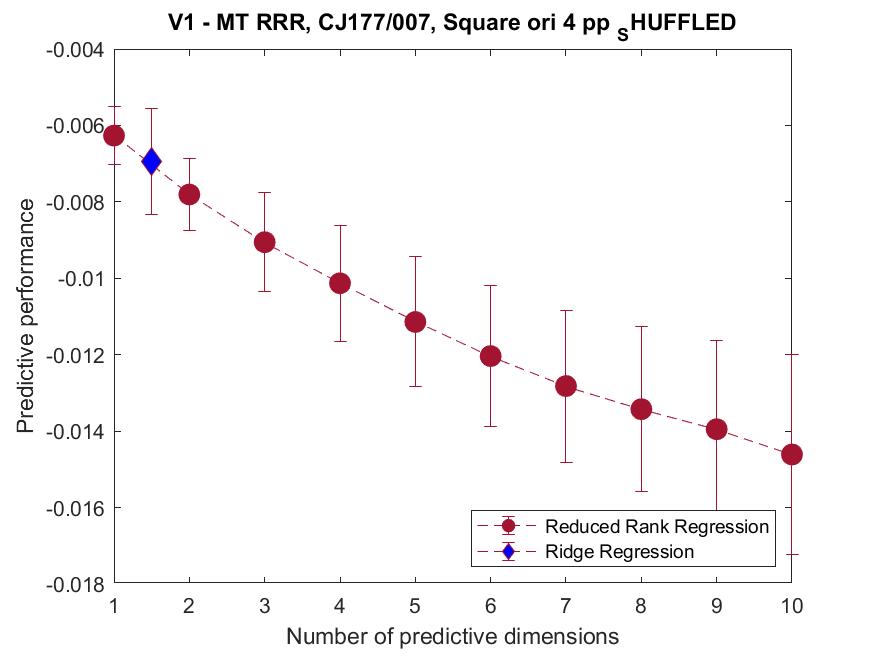 V1 - MT RRR, CJ177/007, Square ori 4 pp SHUFFLED
-0.004
-0.006
-0.008
-0.01
-0.012
-0.014
-0.016
-0.018
Predictive performance
Reduced Rank Regression
Ridge Regression
1 2 3 4 5 6 7 8 9 10
Number of predictive dimensions